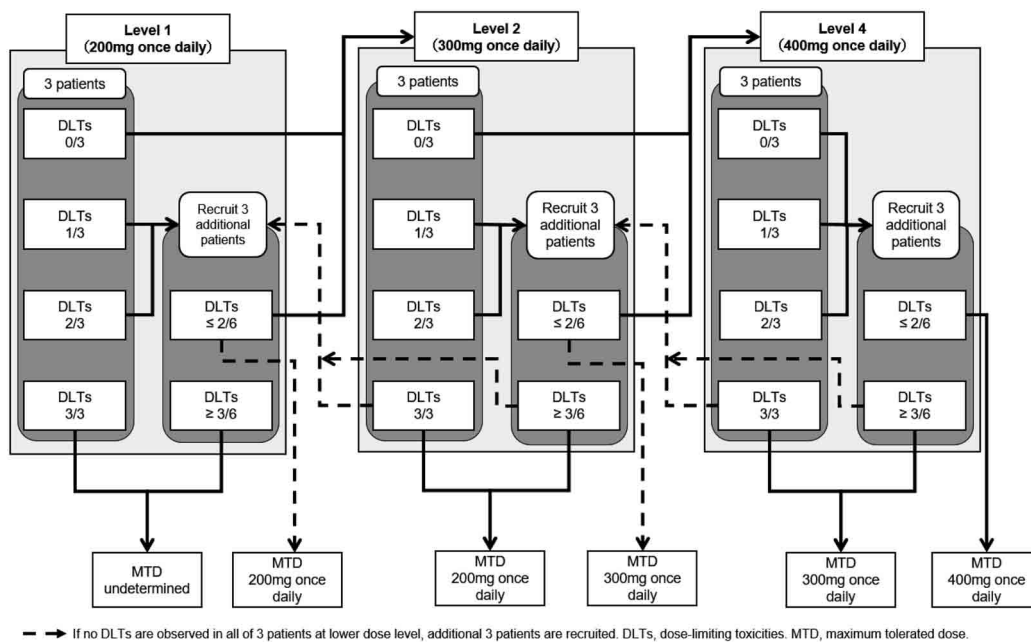 Level 1
(200mg once daily)
3 patients
DLTs
0/3
DLTs
1/3
DLTs
2/3
DLTs
3/3
Recruit 3
additional
patients
DLTs
≤ 2/6
DLTs
≥ 3/6
MTD
undetermined
MTD
200mg once
daily
Level 2
(300mg once daily)
3 patients
DLTs
0/3
DLTs
1/3
DLTs
2/3
DLTs
3/3
Recruit 3
additional
patients
DLTs
≤ 2/6
DLTs
≥ 3/6
MTD
200mg once
daily
MTD
300mg once
daily
Level 4
(400mg once daily)
3 patients
DLTs
0/3
DLTs
1/3
DLTs
2/3
DLTs
3/3
Recruit 3
additional
patients
DLTs
≤ 2/6
DLTs
≥ 3/6
MTD
300mg once
daily
MTD
400mg once
daily
If no DLTs are observed in all of 3 patients at lower dose level, additional 3 patients are recruited. DLTs, dose-limiting toxicities. MTD, maximum tolerated dose.